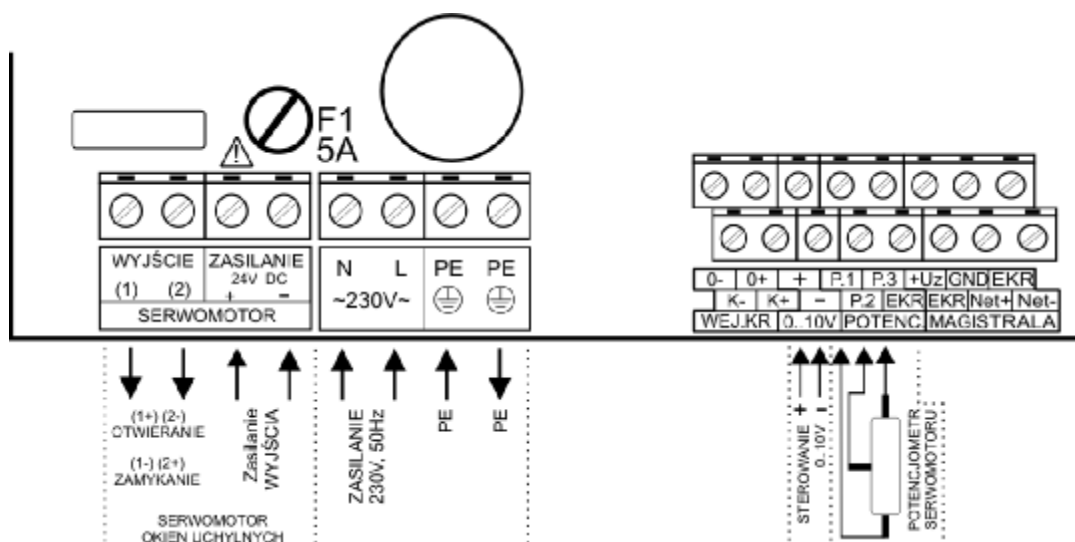 F1
5A
WYJŚCIE ZASILANIE
24V DC
(1) (2) + -
SERWOMOTOR
N L PE PE
~230V~
0- 0+ + P.1 P.3 +Uz GND EKR
K- K+ - P.2 EKR EKR Net+ Net-
WEJ.KR 0..10V POTENC. MAGISTRALA
(1+) (2-)
OTWIERANIE
(1-) (2+)
ZAMYKANIE
SERWOMOTOR
OKIEN UCHYLNYCH
Zasilanie
WYJŚCIA
ZASILANIE
230V, 50Hz
PE
PE
STEROWANIE + -
0..10V
POTENCJOMETR
SERWOMOTORU